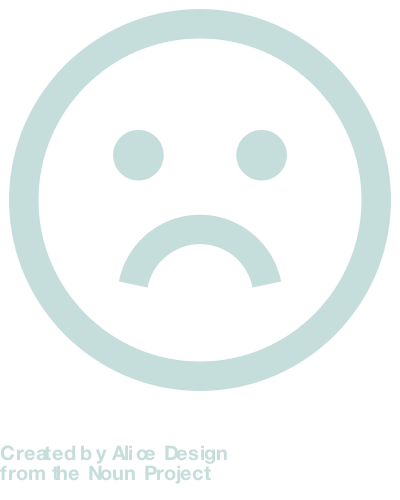 Created by Alice Design
from the Noun Project